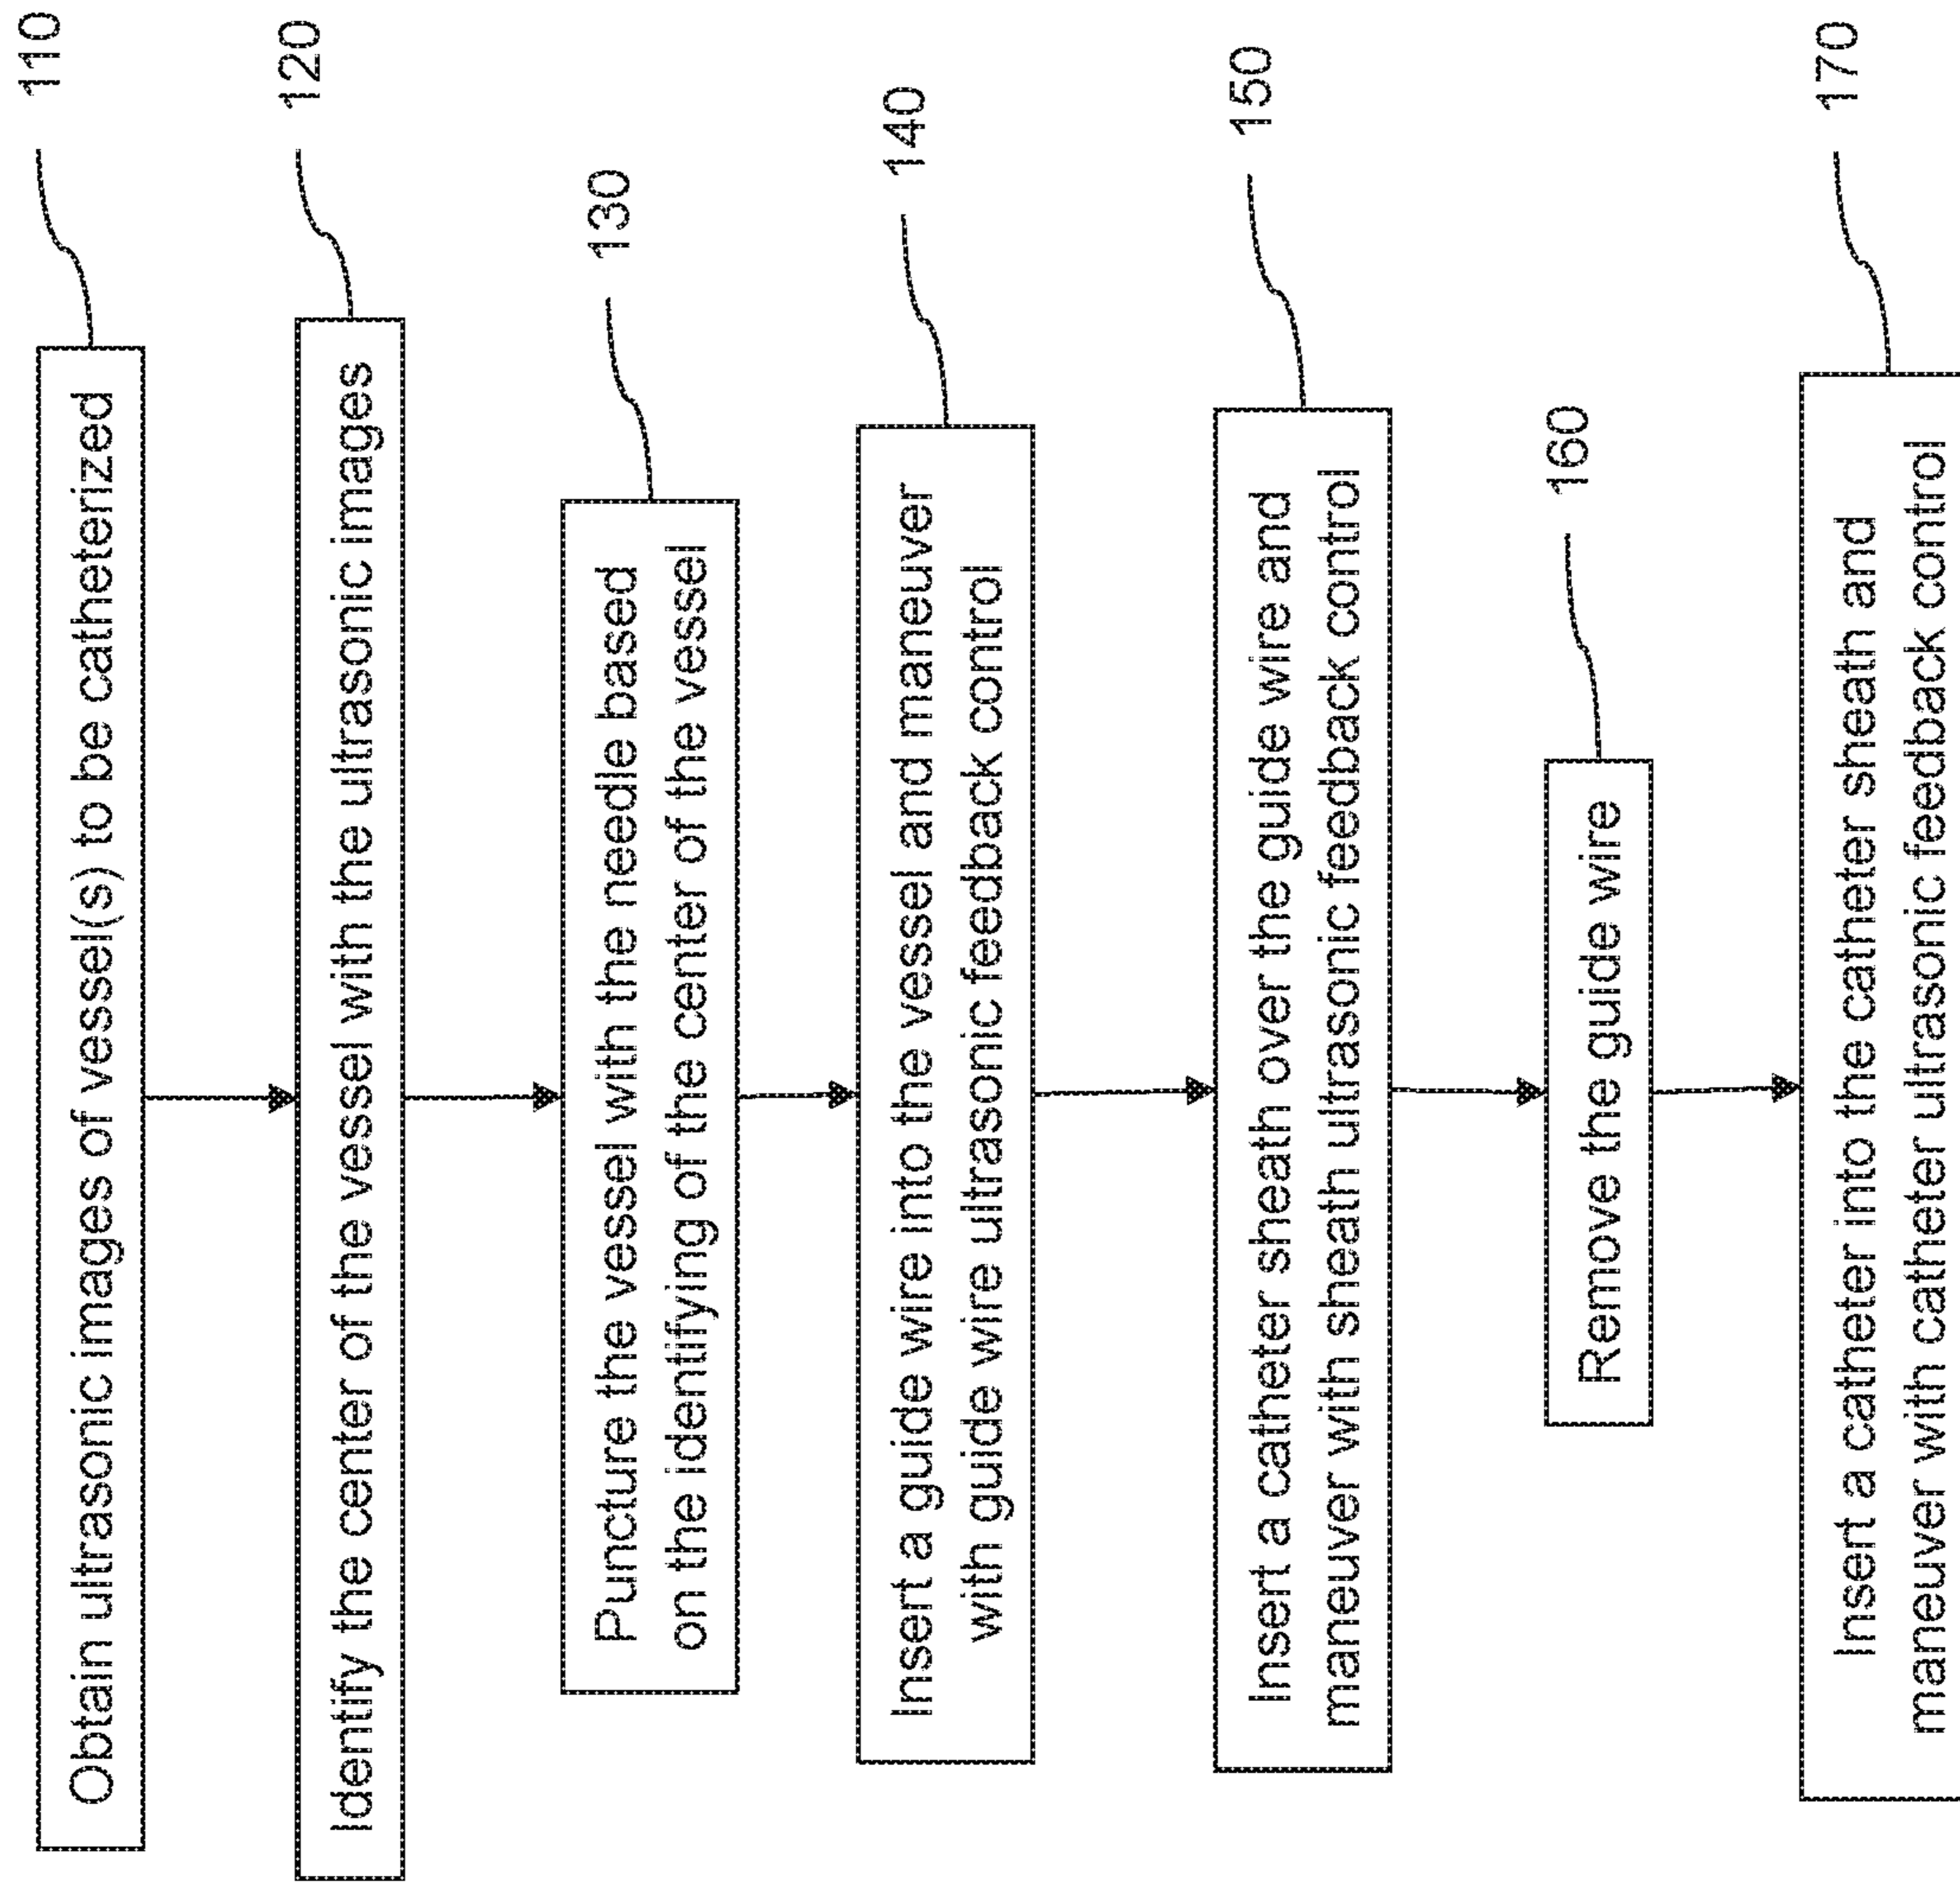 Obtain ultrasonic images of vessel(s) to be catheterized
110
Identify the center of the vessel with the ultrasonic images
120
Puncture the vessel with the needle based
on the identifying of the center of the vessel
130
Insert a guide wire into the vessel and maneuver
with guide wire ultrasonic feedback control
140
Insert a catheter sheath over the guide wire and
maneuver with sheath ultrasonic feedback control
150
Remove the guide wire
160
Insert a catheter into the catheter sheath and
maneuver with catheter ultrasonic feedback control
170